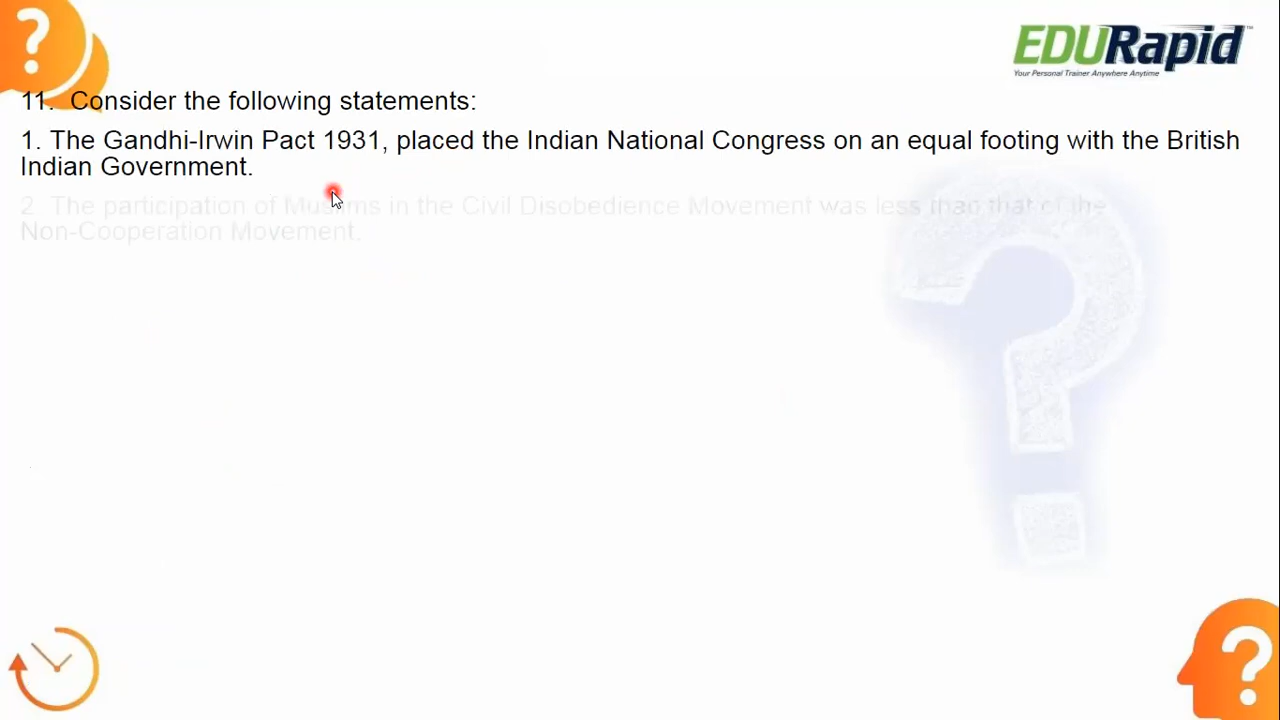 EDURapid™
Your Personal Trainer Anywhere Anytime
11. Consider the following statements:
1. The Gandhi-Irwin Pact 1931, placed the Indian National Congress on an equal footing with the British
Indian Government.
2. The participation of Muslims in the Civil Disobedience Movement was less than that of the
Non-Cooperation Movement.